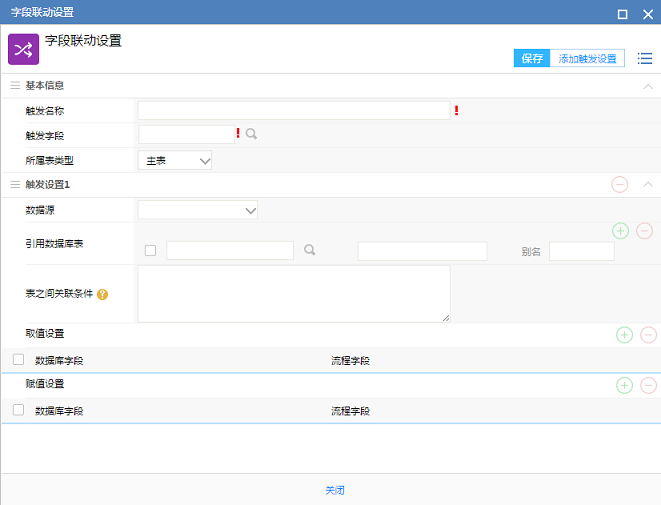 字段联动设置
字段联动设置
保存 添加触发设置
基本信息
触发名称 !
触发字段 !
所属表类型 主表
触发设置1
数据源
引用数据库表 别名
表之间关联条件 ?
取值设置
数据库字段 流程字段
赋值设置
数据库字段 流程字段
关闭